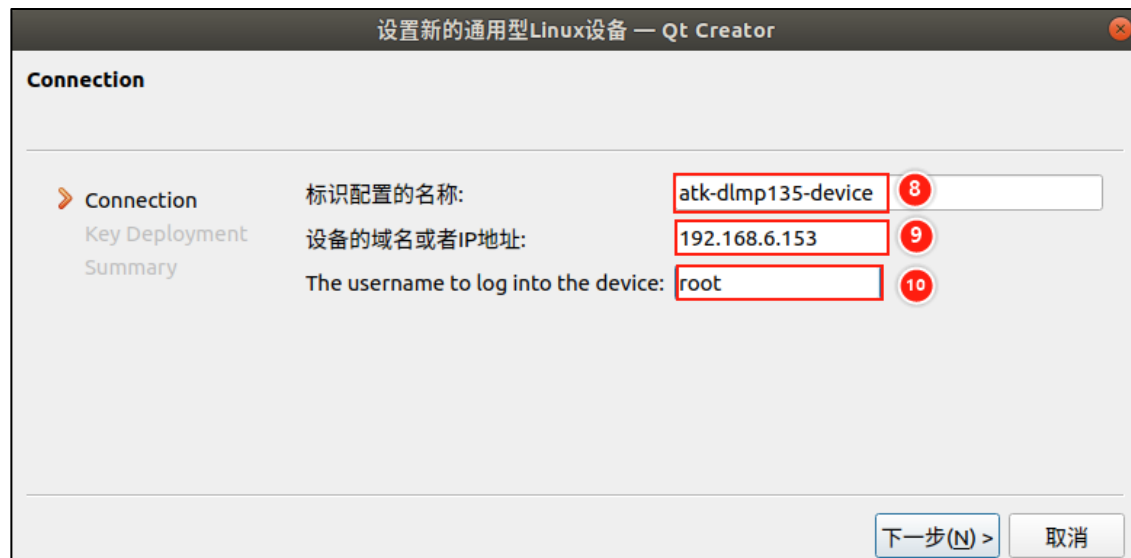 设置新的通用型Linux设备 — Qt Creator
Connection
Connection
标识配置的名称:
atk-dlmp135-device
8
Key Deployment
设备的域名或者IP地址:
192.168.6.153
9
Summary
The username to log into the device:
root
10
下一步(N) >
取消